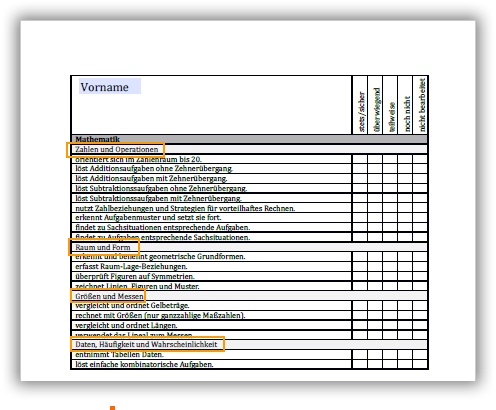 Vorname
stets/sicher
überwiegend
teilweise
noch nicht
nicht bearbeitet
Mathematik
Zahlen und Operationen
orientiert sich im Zahlenraum bis 20.
löst Additionsaufgaben ohne Zehnerübergang.
löst Additionsaufgaben mit Zehnerübergang.
löst Subtraktionssaufgaben ohne Zehnerübergang.
löst Subtraktionssaufgaben mit Zehnerübergang.
nutzt Zahlbeziehungen und Strategien für vorteilhaftes Rechnen.
erkennt Aufgabenmuster und setzt sie fort.
findet zu Sachsituationen entsprechende Aufgaben.
findet zu Aufgaben entsprechende Sachsituationen.
Raum und Form
erkennt und benennt geometrische Grundformen.
erfasst Raum-Lage-Beziehungen.
überprüft Figuren auf Symmetrien.
zeichnet Linien, Figuren und Muster.
Größen und Messen
vergleicht und ordnet Gelbeträge.
rechnet mit Größen (nur ganzzahlige Maßzahlen).
vergleicht und ordnet Längen.
verwendet das Lineal zum Messen.
Daten, Häufigkeit und Wahrscheinlichkeit
entnimmt Tabellen Daten.
löst einfache kombinatorische Aufgaben.